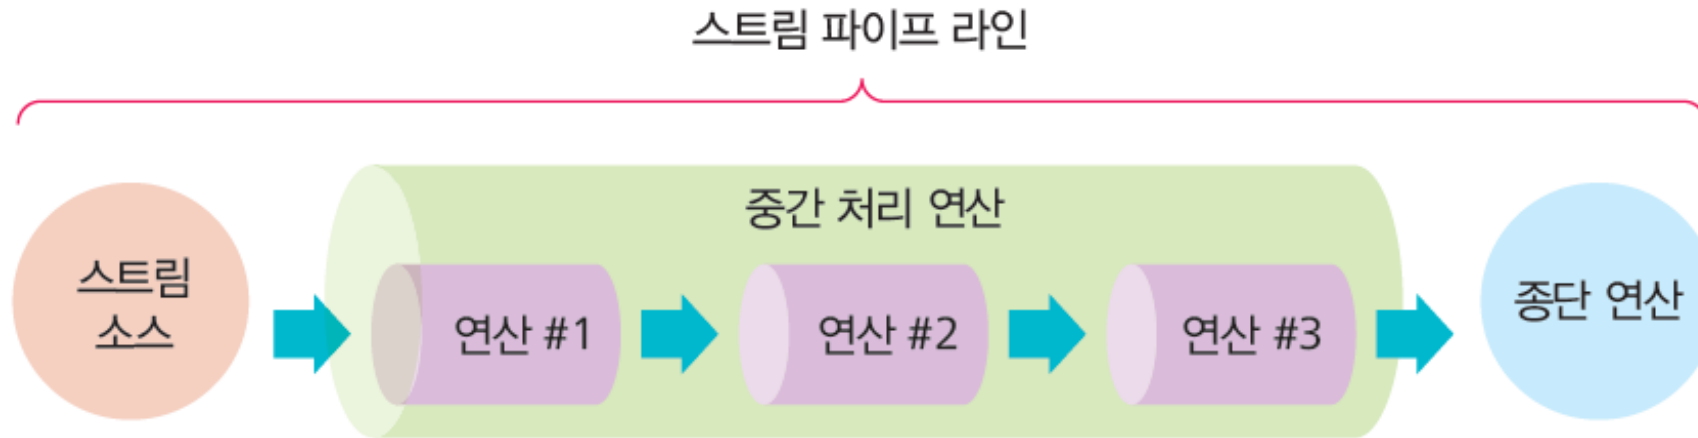 스트림 파이프 라인
중간 처리 연산
스트림
소스
연산 #1
연산 #2
연산 #3
종단 연산